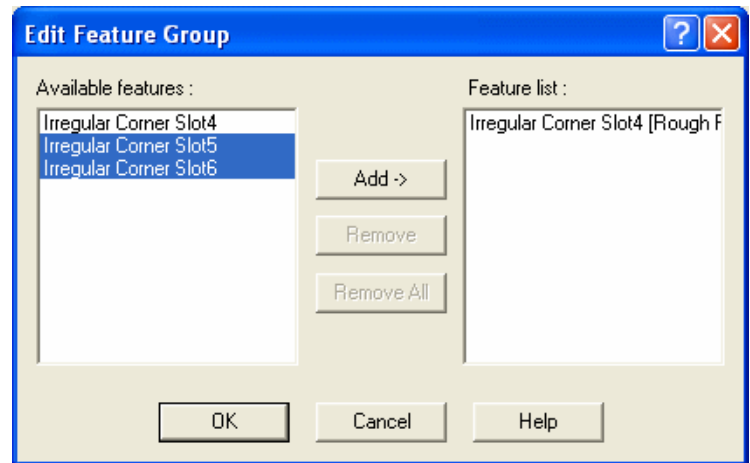 Edit Feature Group
Available features :
Feature list :
Irregular Corner Slot4
Irregular Corner Slot5
Irregular Corner Slot6
Irregular Corner Slot4 [Rough F
Add ->
Remove
Remove All
OK
Cancel
Help